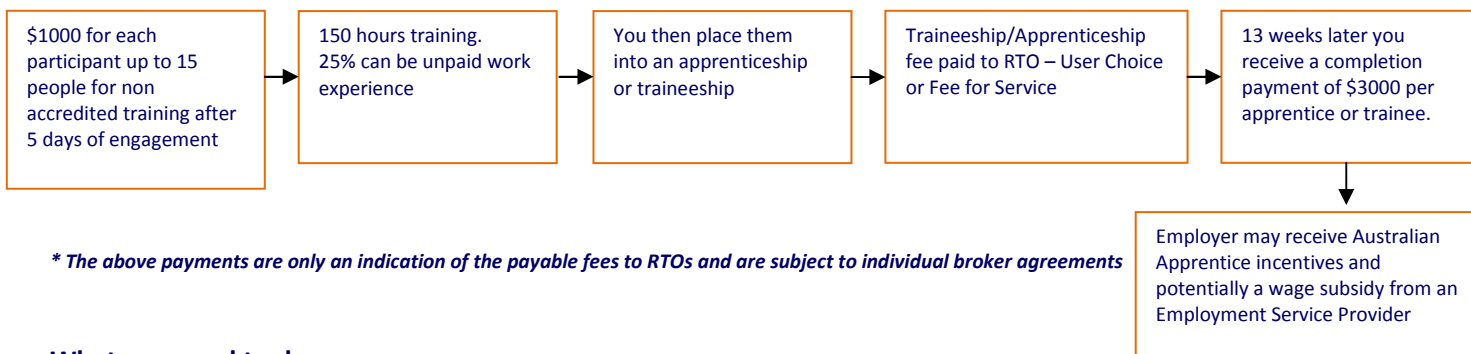 $1000 for each
participant up to 15
people for non
accredited training after
5 days of engagement
150 hours training.
25% can be unpaid work
experience
You then place them
into an apprenticeship
or traineeship
Traineeship/Apprenticeship
fee paid to RTO – User Choice
or Fee for Service
13 weeks later you
receive a completion
payment of $3000 per
apprentice or trainee.
Employer may receive Australian
Apprentice incentives and
potentially a wage subsidy from an
Employment Service Provider
* The above payments are only an indication of the payable fees to RTOs and are subject to individual broker agreements